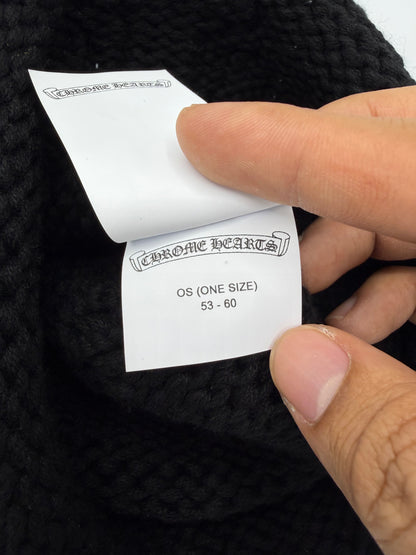 CHROME HEARTS
CHROME HEARTS
OS (ONE SIZE)
53 - 60